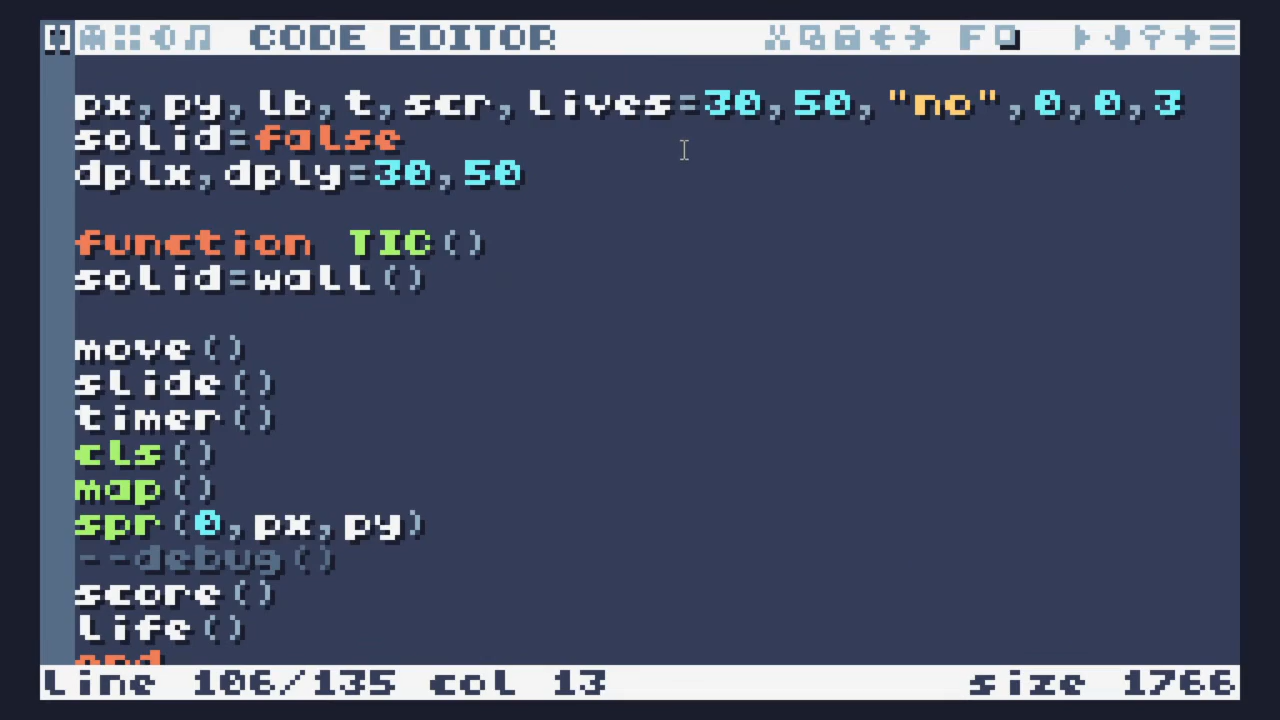 CODE EDITOR F
px,py,lb,t,scr,lives=30,50,"no",0,0,3
solid=false
dplx,dply=30,50
function TIC()
solid=wall()
move()
slide()
timer()
cls()
map()
spr(0,px,py)
--debug()
score()
life()
end
line 106/135 col 13 size 1766